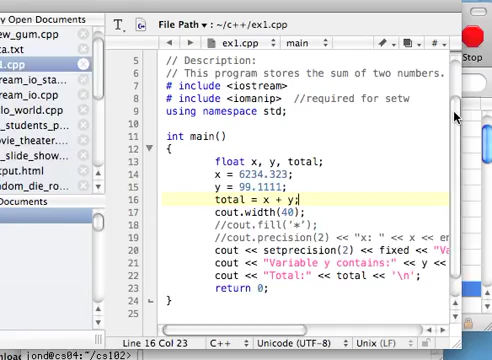 y Open Documents
ew_gum.cpp
ta.txt
1.cpp
ream_io_sta...
ream_io.cpp
lo_world.cpp
_students_p...
ovie_theater...
_slide_show...
tput.html
ndom_die_ro
ocuments
T File Path ▾ : ~/c++/ex1.cpp
ex1.cpp main #
Stop
5 // Description:
6 // This program stores the sum of two numbers.
7 # include <iostream>
8 # include <iomanip> //required for setw
9 using namespace std;
10
11 int main()
12 {
13 float x, y, total;
14 x = 6234.323;
15 y = 99.1111;
16 total = x + y;
17 cout.width(40);
18 //cout.fill('*');
19 //cout.precision(2) << "x: " << x << en
20 cout << setprecision(2) << fixed << "Va
21 cout << "Variable y contains:" << y <<
22 cout << "Total:" << total << '\n';
23 return 0;
24 }
25
Line 16 Col 23 C++ Unicode (UTF-8) Unix (LF)
jond@cs04:~/cs102>